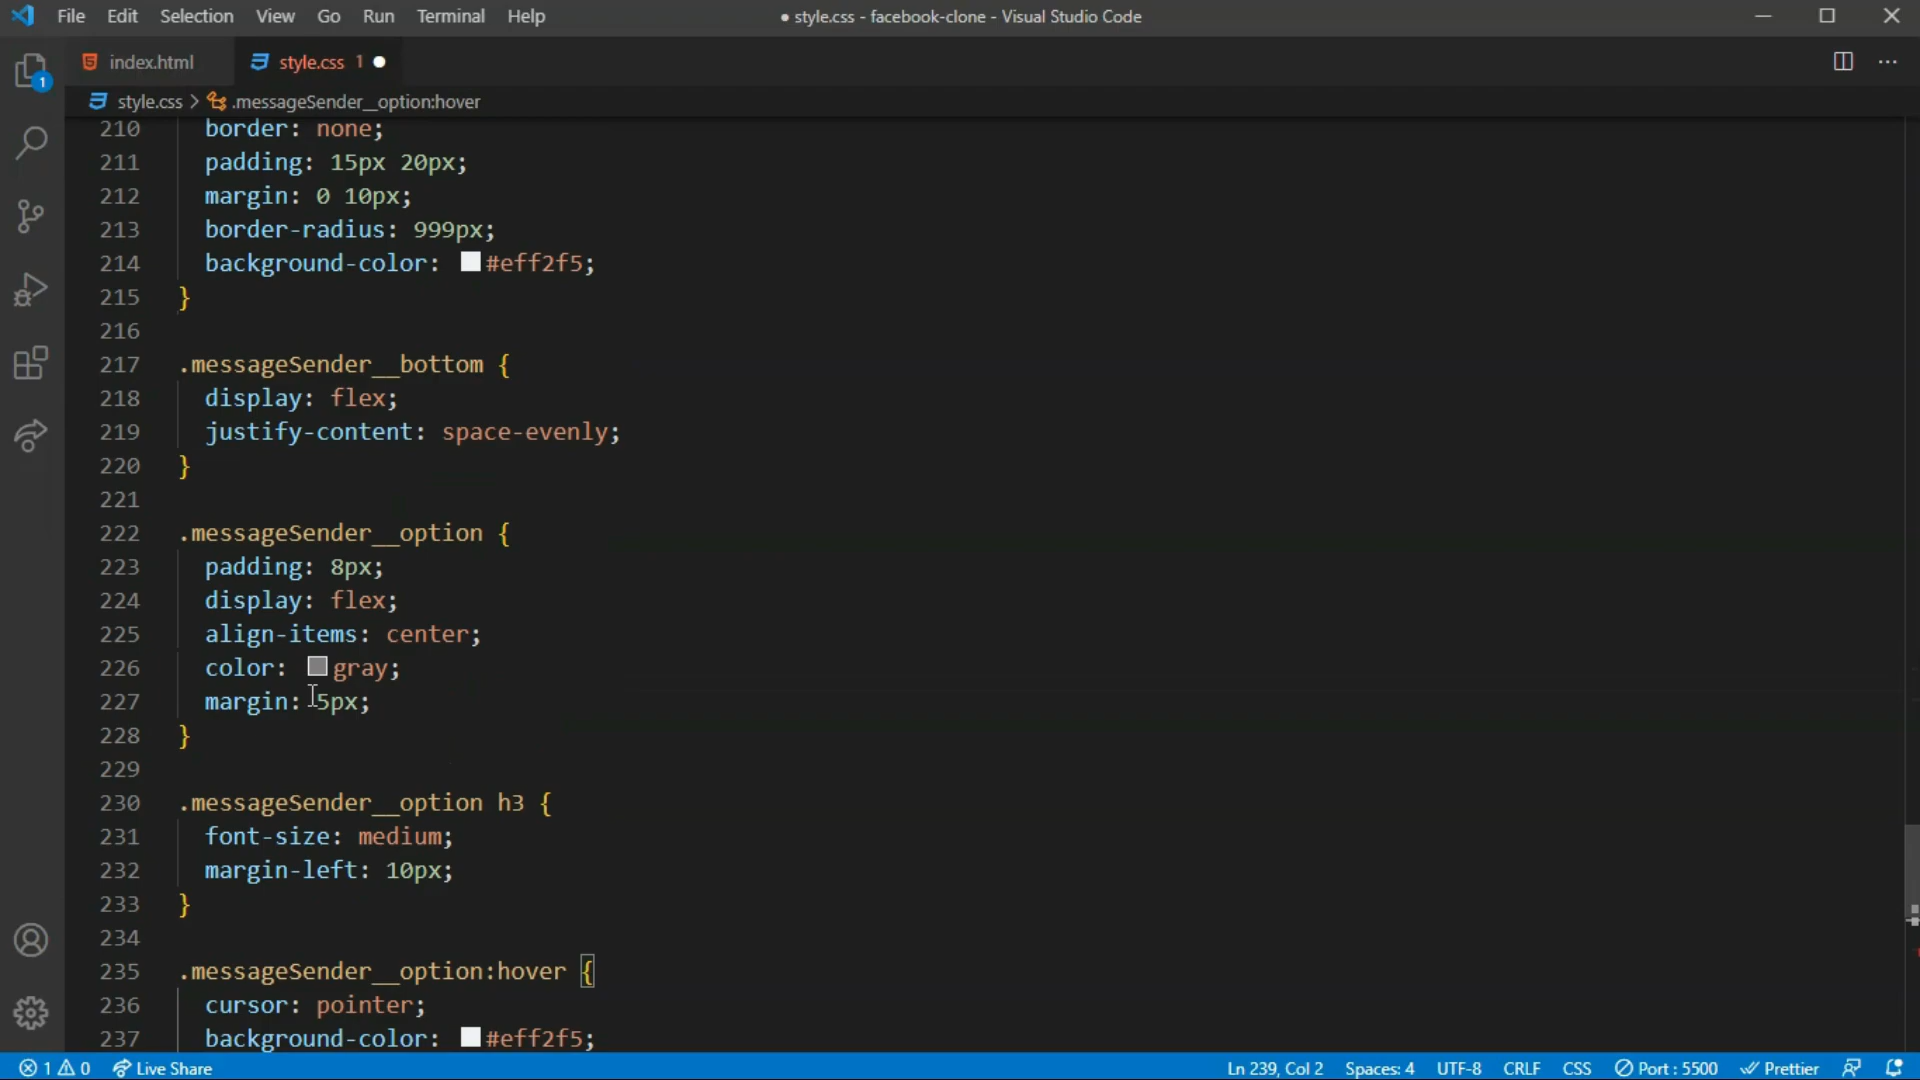 File Edit Selection View Go Run Terminal Help
● style.css - facebook-clone - Visual Studio Code
index.html
style.css 1
style.css > .messageSender__option:hover
1
210 border: none;
211 padding: 15px 20px;
212 margin: 0 10px;
213 border-radius: 999px;
214 background-color: #eff2f5;
215 }
216
217 .messageSender__bottom {
218 display: flex;
219 justify-content: space-evenly;
220 }
221
222 .messageSender__option {
223 padding: 8px;
224 display: flex;
225 align-items: center;
226 color: gray;
227 margin: 5px;
228 }
229
230 .messageSender__option h3 {
231 font-size: medium;
232 margin-left: 10px;
233 }
234
235 .messageSender__option:hover {
236 cursor: pointer;
237 background-color: #eff2f5;
1 0 Live Share Ln 239, Col 2 Spaces: 4 UTF-8 CRLF CSS Port : 5500 Prettier